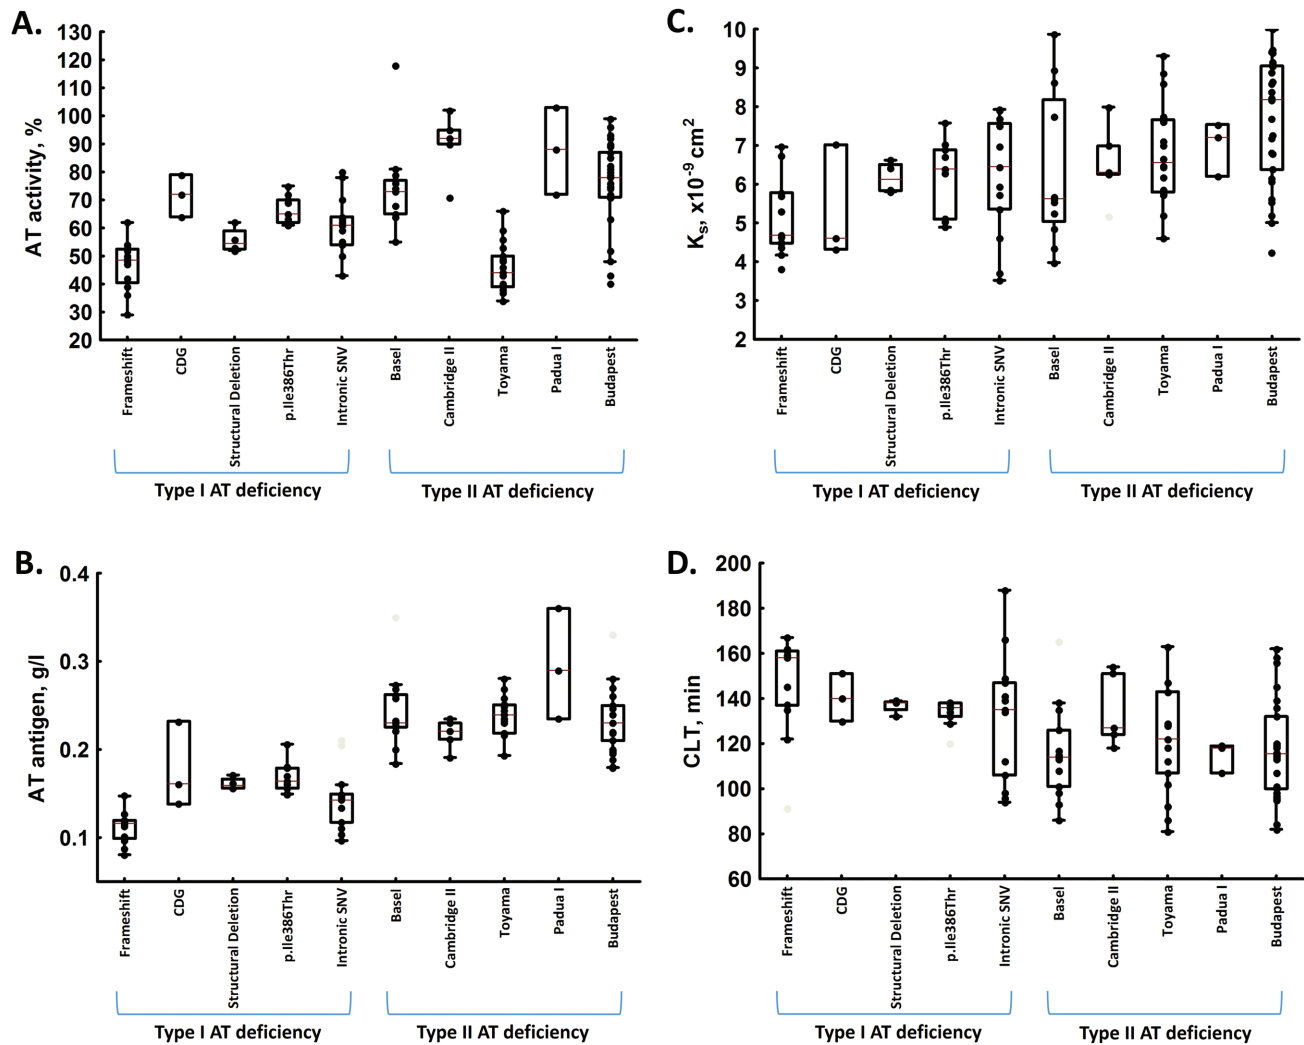 A.
AT activity, %
130
120
110
100
90
80
70
60
50
40
30
20
Frameshift
CDG
Structural Deletion
p.Ile386Thr
Intronic SNV
Basel
Cambridge II
Toyama
Padua I
Budapest
Type I AT deficiency
Type II AT deficiency
C.
Ks, x10-9 cm2
10
9
8
7
6
5
4
3
2
Frameshift
CDG
Structural Deletion
p.Ile386Thr
Intronic SNV
Basel
Cambridge II
Toyama
Padua I
Budapest
Type I AT deficiency
Type II AT deficiency
B.
AT antigen, g/l
0.4
0.3
0.2
0.1
Frameshift
CDG
Structural Deletion
p.Ile386Thr
Intronic SNV
Basel
Cambridge II
Toyama
Padua I
Budapest
Type I AT deficiency
Type II AT deficiency
D.
CLT, min
200
180
160
140
120
100
80
60
Frameshift
CDG
Structural Deletion
p.Ile386Thr
Intronic SNV
Basel
Cambridge II
Toyama
Padua I
Budapest
Type I AT deficiency
Type II AT deficiency